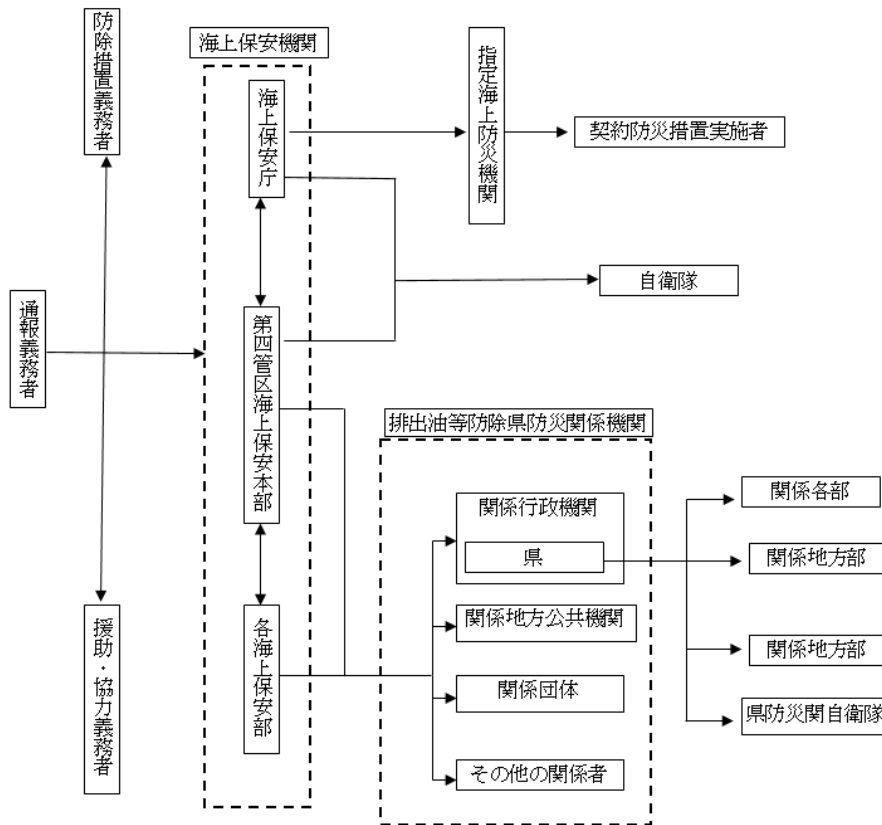 防除措置義務者
海上保安機関
海上保安庁
指定海上防災機関
契約防災措置実施者
自衛隊
通報義務者
第四管区海上保安本部
排出油等防除県防災関係機関
関係行政機関
県
関係各部
関係地方部
援助・協力義務者
各海上保安部
関係地方公共機関
関係地方部
関係団体
県防災関自衛隊
その他の関係者